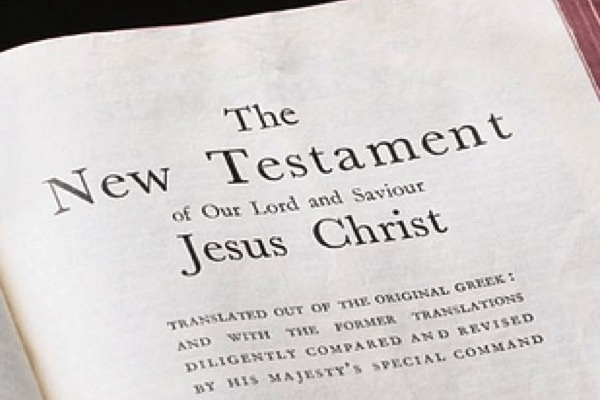 The
New Testament
of Our Lord and Saviour
Jesus Christ
TRANSLATED OUT OF THE ORIGINAL GREEK:
AND WITH THE FORMER TRANSLATIONS
DILIGENTLY COMPARED AND REVISED
BY HIS MAJESTY'S SPECIAL COMMAND